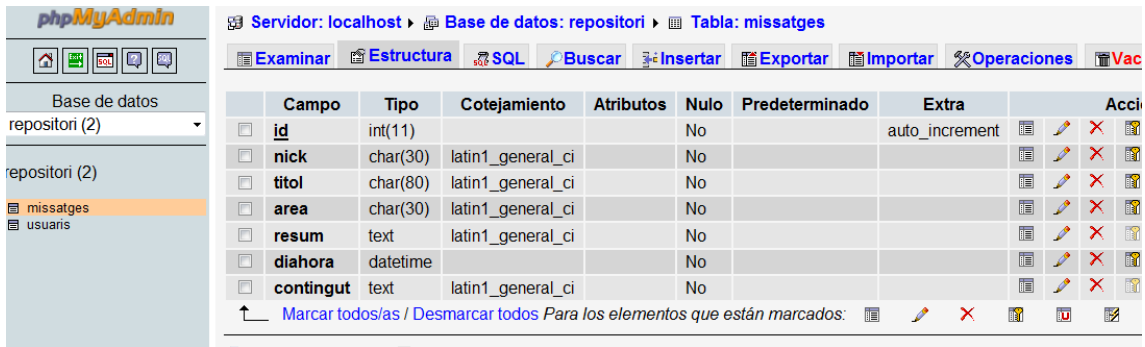 phpMyAdmin
Base de datos
repositori (2)
repositori (2)
missatges
usuaris
Servidor: localhost ▸ Base de datos: repositori ▸ Tabla: missatges
Examinar Estructura SQL Buscar Insertar Exportar Importar Operaciones Vac
Campo Tipo Cotejamiento Atributos Nulo Predeterminado Extra Acci
id int(11) No auto_increment
nick char(30) latin1_general_ci No
titol char(80) latin1_general_ci No
area char(30) latin1_general_ci No
resum text latin1_general_ci No
diahora datetime No
contingut text latin1_general_ci No
Marcar todos/as / Desmarcar todos Para los elementos que están marcados: